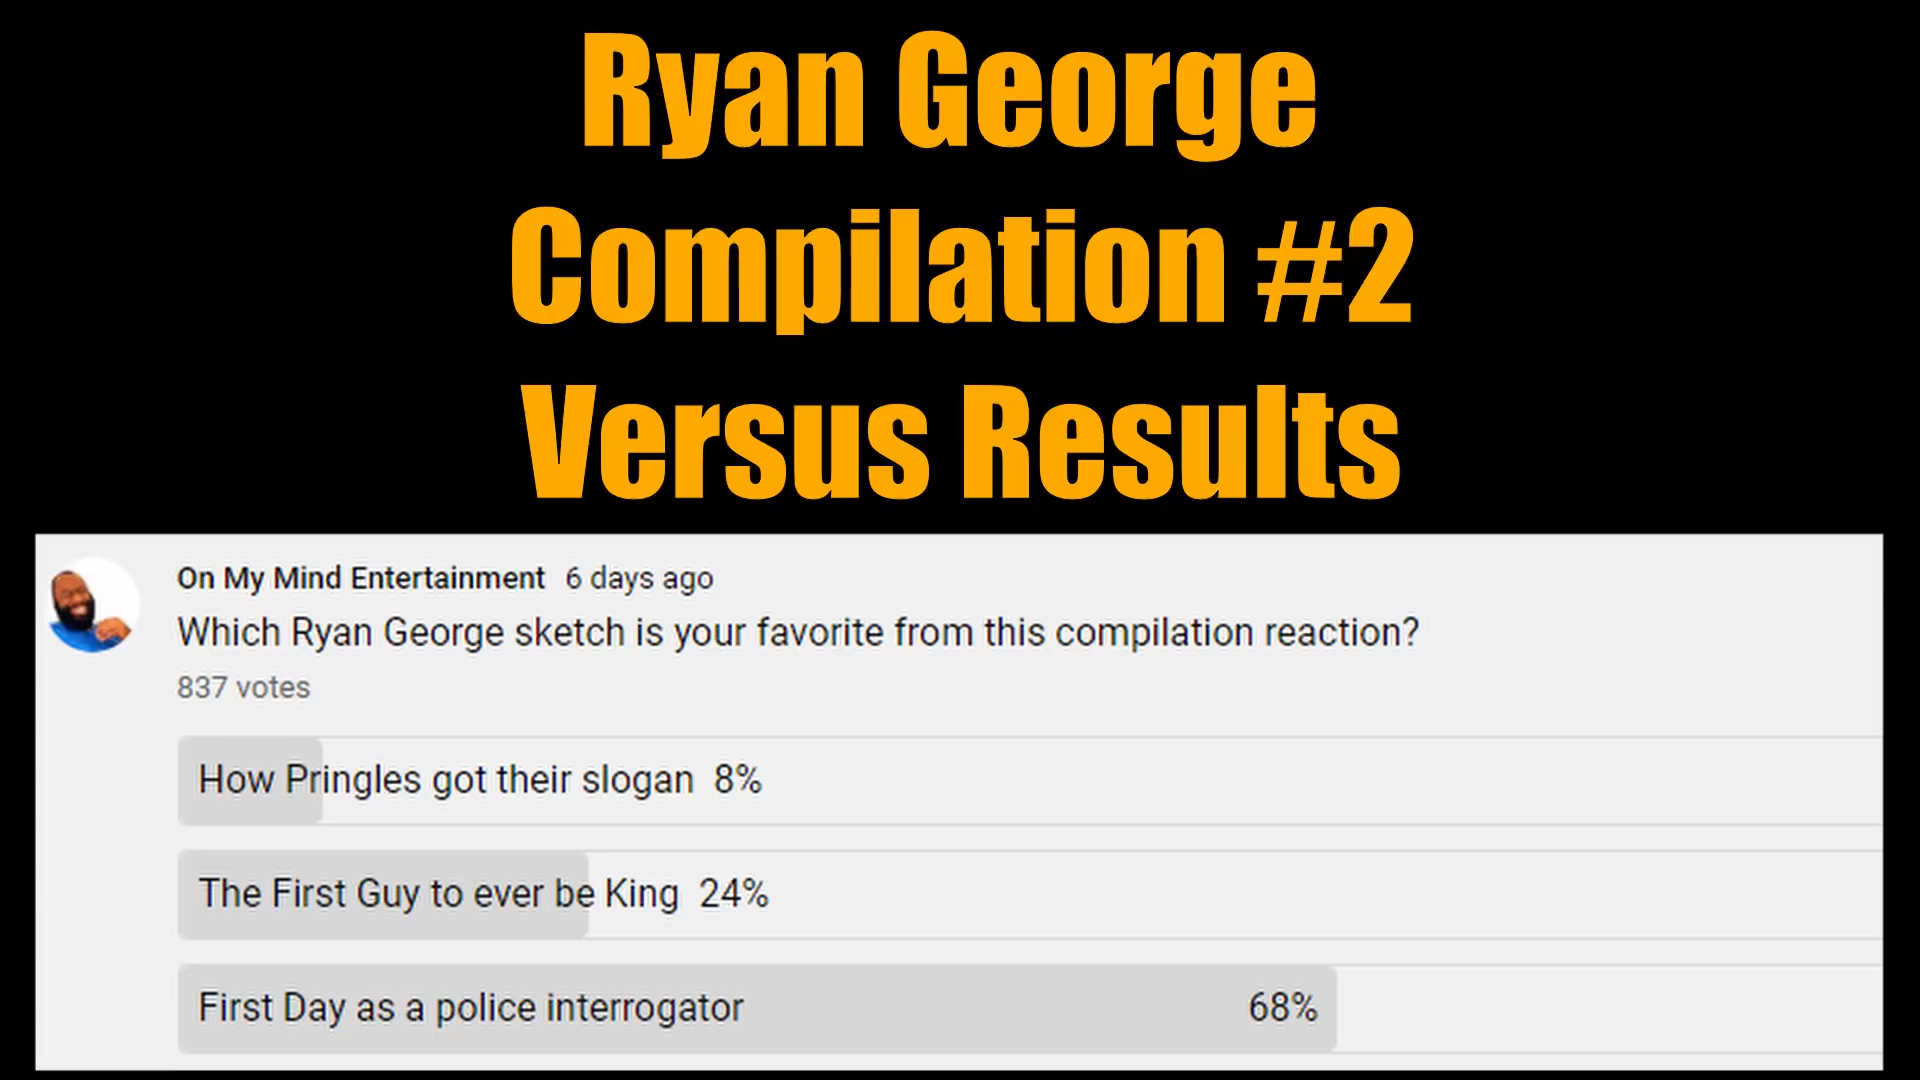 Ryan George
Compilation #2
Versus Results
On My Mind Entertainment 6 days ago
Which Ryan George sketch is your favorite from this compilation reaction?
837 votes
How Pringles got their slogan 8%
The First Guy to ever be King 24%
First Day as a police interrogator 68%